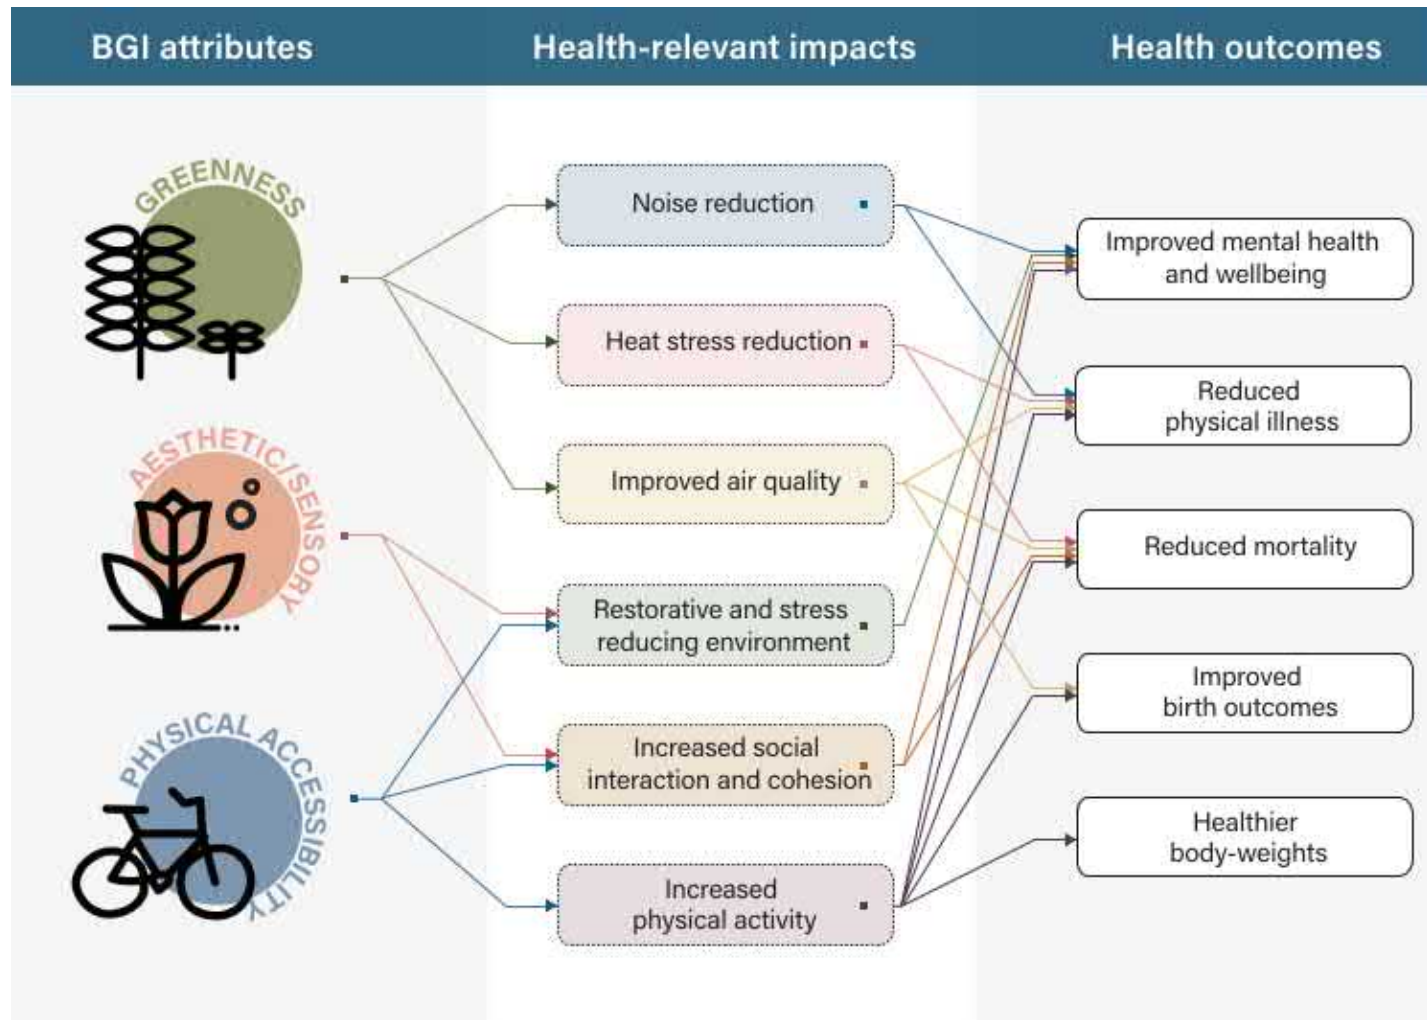 BGI attributes
Health-relevant impacts
Health outcomes
GREENNESS
AESTHETIC/SENSORY
PHYSICAL ACCESSIBILITY
Noise reduction
Heat stress reduction
Improved air quality
Restorative and stress
reducing environment
Increased social
interaction and cohesion
Increased
physical activity
Improved mental health
and wellbeing
Reduced
physical illness
Reduced mortality
Improved
birth outcomes
Healthier
body-weights